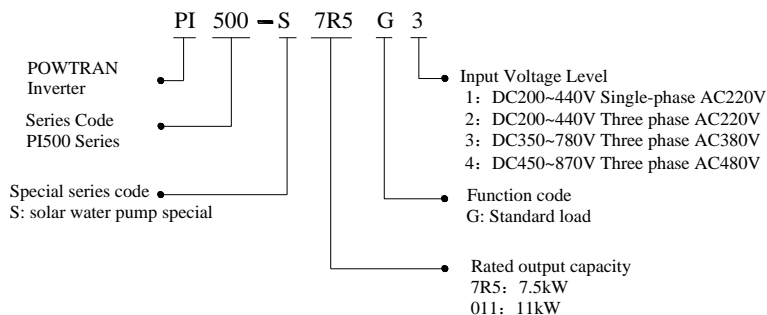 PI 500 - S 7R5 G 3
POWTRAN
Inverter
Series Code
PI500 Series
Special series code
S: solar water pump special
Input Voltage Level
1：DC200~440V Single-phase AC220V
2：DC200~440V Three phase AC220V
3：DC350~780V Three phase AC380V
4：DC450~870V Three phase AC480V
Function code
G: Standard load
Rated output capacity
7R5：7.5kW
011：11kW